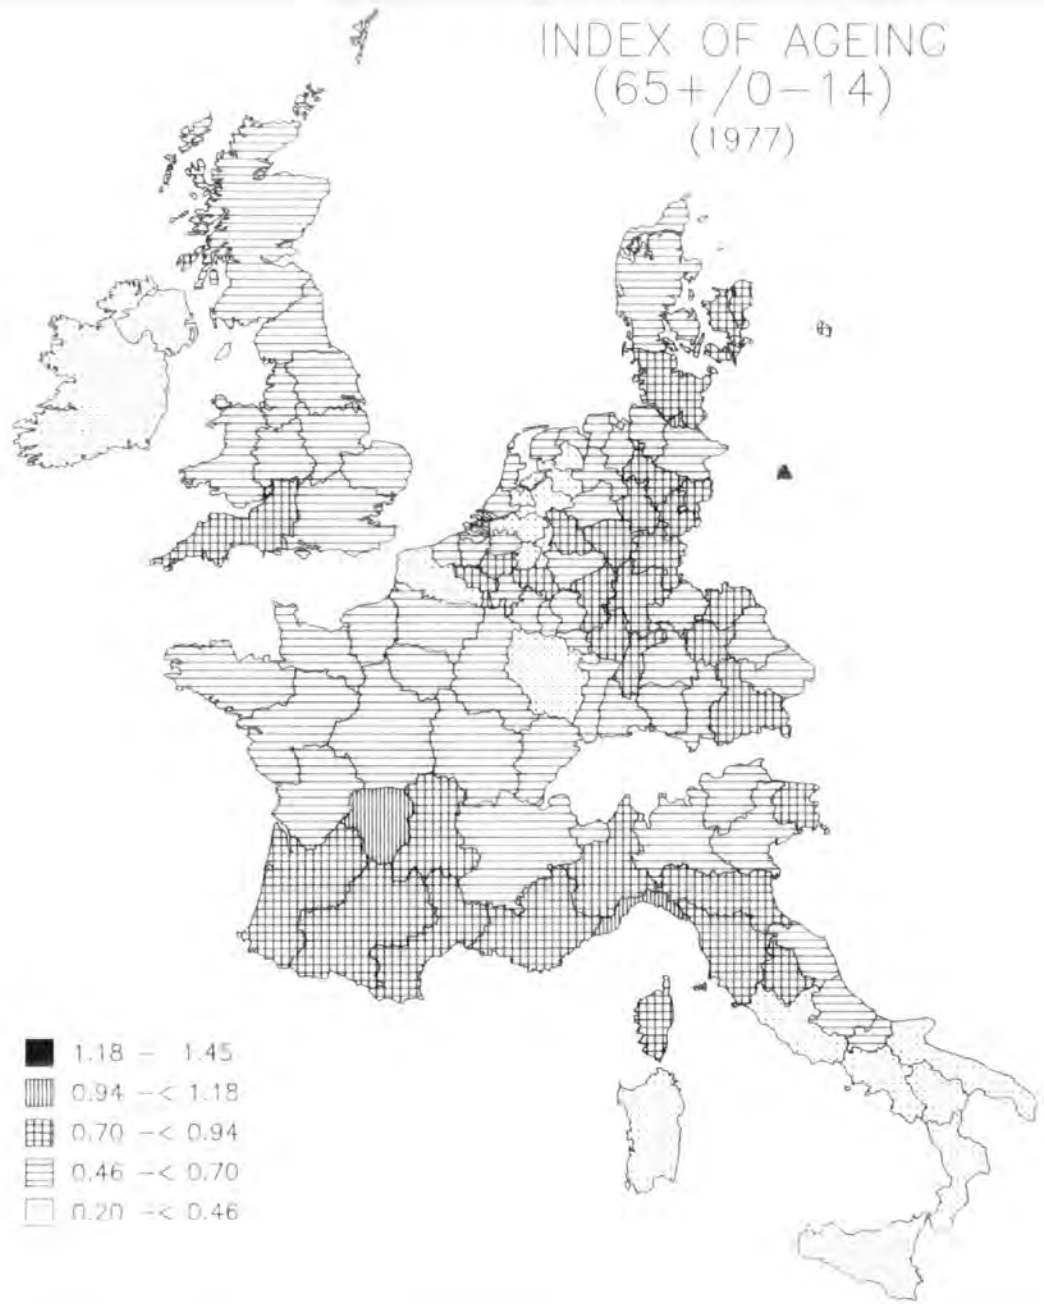 INDEX OF AGEING
(65+/0-14)
(1977)
1.18 - 1.45
0.94 -< 1.18
0.70 -< 0.94
0.46 -< 0.70
0.20 -< 0.46